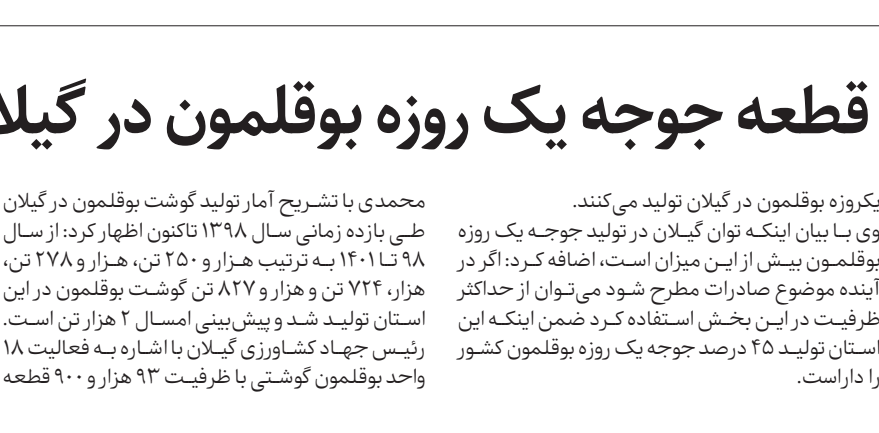 قطعه جوجه یک روزه بوقلمون در گیلا
یکروزه بوقلمون در گیلان تولید می‌کنند.
وی بـا بیان اینکـه توان گیـلان در تولید جوجـه یک روزه
بوقلمـون بیـش از ایـن میزان اسـت، اضافه کـرد: اگر در
آینده موضوع صادرات مطرح شـود می‌تـوان از حداکثر
ظرفیـت در ایـن بخـش اسـتفاده کـرد ضمن اینکـه این
اسـتان تولیـد ۴۵ درصد جوجه یک روزه بوقلمون کشـور
را داراست.
محمدی با تشـریح آمار تولید گوشت بوقلمون در گیلان
طـی بازده زمانی سـال ۱۳۹۸ تاکنون اظهار کرد: از سـال
۹۸ تـا ۱۴۰۱ بـه ترتیب هـزار و ۲۵۰ تن، هـزار و ۲۷۸ تن،
هزار، ۷۲۴ تن و هزار و ۸۲۷ تن گوشـت بوقلمون در این
اسـتان تولیـد شـد و پیش‌بینی امسـال ۲ هزار تن اسـت.
رئیـس جهـاد کشـاورزی گیـلان با اشـاره بـه فعالیت ۱۸
واحد بوقلمون گوشـتی با ظرفیـت ۹۳ هزار و ۹۰۰ قطعه